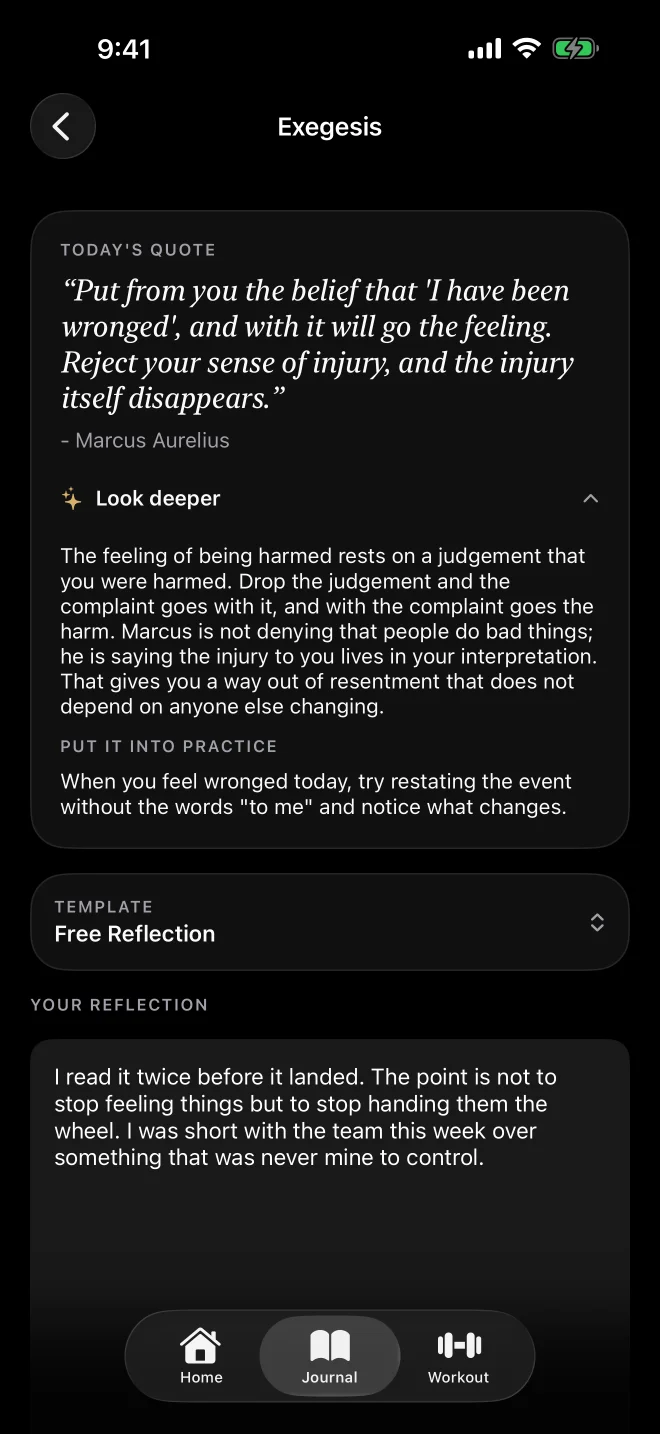 9:41
Exegesis
TODAY'S QUOTE
“Put from you the belief that 'I have been
wronged', and with it will go the feeling.
Reject your sense of injury, and the injury
itself disappears.”
- Marcus Aurelius
Look deeper
The feeling of being harmed rests on a judgement that
you were harmed. Drop the judgement and the
complaint goes with it, and with the complaint goes the
harm. Marcus is not denying that people do bad things;
he is saying the injury to you lives in your interpretation.
That gives you a way out of resentment that does not
depend on anyone else changing.
PUT IT INTO PRACTICE
When you feel wronged today, try restating the event
without the words "to me" and notice what changes.
TEMPLATE
Free Reflection
YOUR REFLECTION
I read it twice before it landed. The point is not to
stop feeling things but to stop handing them the
wheel. I was short with the team this week over
something that was never mine to control.
Home
Journal
Workout